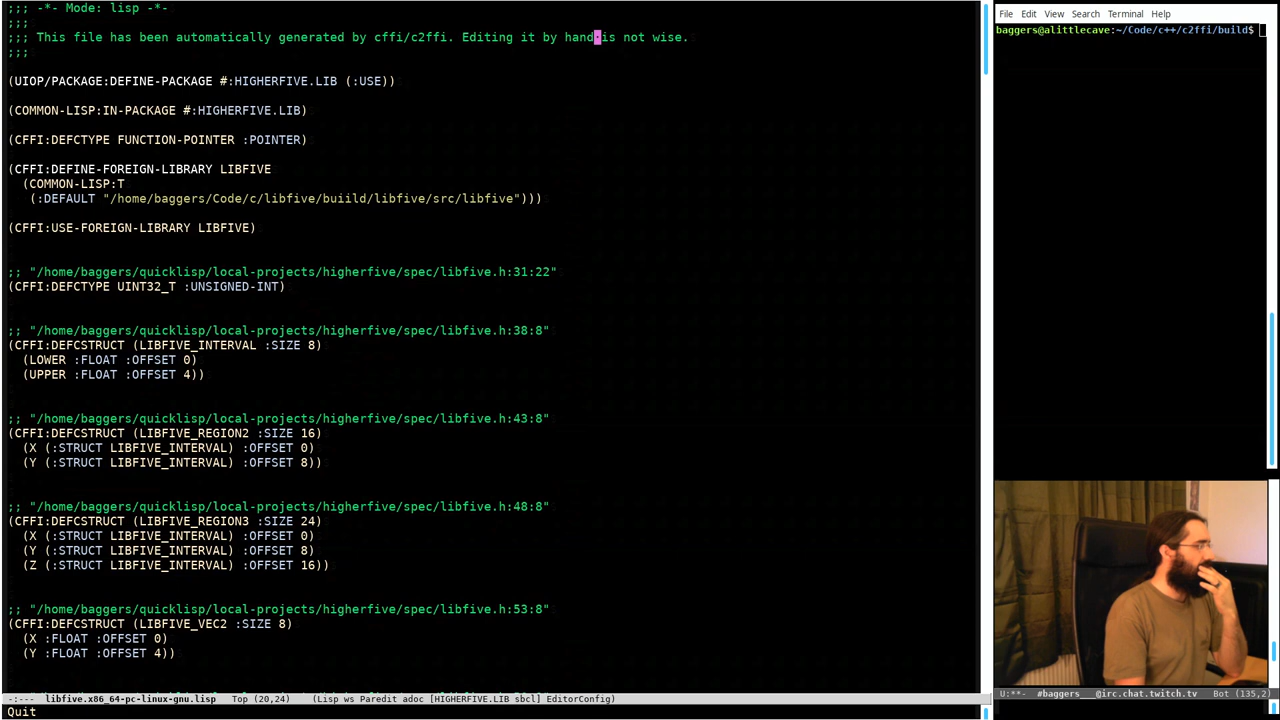 ;;; -*- Mode: lisp -*-
;;;
;;; This file has been automatically generated by cffi/c2ffi. Editing it by hand is not wise.
;;;
(UIOP/PACKAGE:DEFINE-PACKAGE #:HIGHERFIVE.LIB (:USE))
(COMMON-LISP:IN-PACKAGE #:HIGHERFIVE.LIB)
(CFFI:DEFCTYPE FUNCTION-POINTER :POINTER)
(CFFI:DEFINE-FOREIGN-LIBRARY LIBFIVE
(COMMON-LISP:T
(:DEFAULT "/home/baggers/Code/c/libfive/buiild/libfive/src/libfive")))
(CFFI:USE-FOREIGN-LIBRARY LIBFIVE)
;; "/home/baggers/quicklisp/local-projects/higherfive/spec/libfive.h:31:22"
(CFFI:DEFCTYPE UINT32_T :UNSIGNED-INT)
;; "/home/baggers/quicklisp/local-projects/higherfive/spec/libfive.h:38:8"
(CFFI:DEFCSTRUCT (LIBFIVE_INTERVAL :SIZE 8)
(LOWER :FLOAT :OFFSET 0)
(UPPER :FLOAT :OFFSET 4))
;; "/home/baggers/quicklisp/local-projects/higherfive/spec/libfive.h:43:8"
(CFFI:DEFCSTRUCT (LIBFIVE_REGION2 :SIZE 16)
(X (:STRUCT LIBFIVE_INTERVAL) :OFFSET 0)
(Y (:STRUCT LIBFIVE_INTERVAL) :OFFSET 8))
;; "/home/baggers/quicklisp/local-projects/higherfive/spec/libfive.h:48:8"
(CFFI:DEFCSTRUCT (LIBFIVE_REGION3 :SIZE 24)
(X (:STRUCT LIBFIVE_INTERVAL) :OFFSET 0)
(Y (:STRUCT LIBFIVE_INTERVAL) :OFFSET 8)
(Z (:STRUCT LIBFIVE_INTERVAL) :OFFSET 16))
;; "/home/baggers/quicklisp/local-projects/higherfive/spec/libfive.h:53:8"
(CFFI:DEFCSTRUCT (LIBFIVE_VEC2 :SIZE 8)
(X :FLOAT :OFFSET 0)
(Y :FLOAT :OFFSET 4))
-:--- libfive.x86_64-pc-linux-gnu.lisp Top (20,24) (Lisp ws Paredit adoc [HIGHERFIVE.LIB sbcl] EditorConfig)
Quit
File Edit View Search Terminal Help
baggers@alittlecave:~/Code/c++/c2ffi/build$
U:**- #baggers___@irc.chat.twitch.tv Bot (135,2)